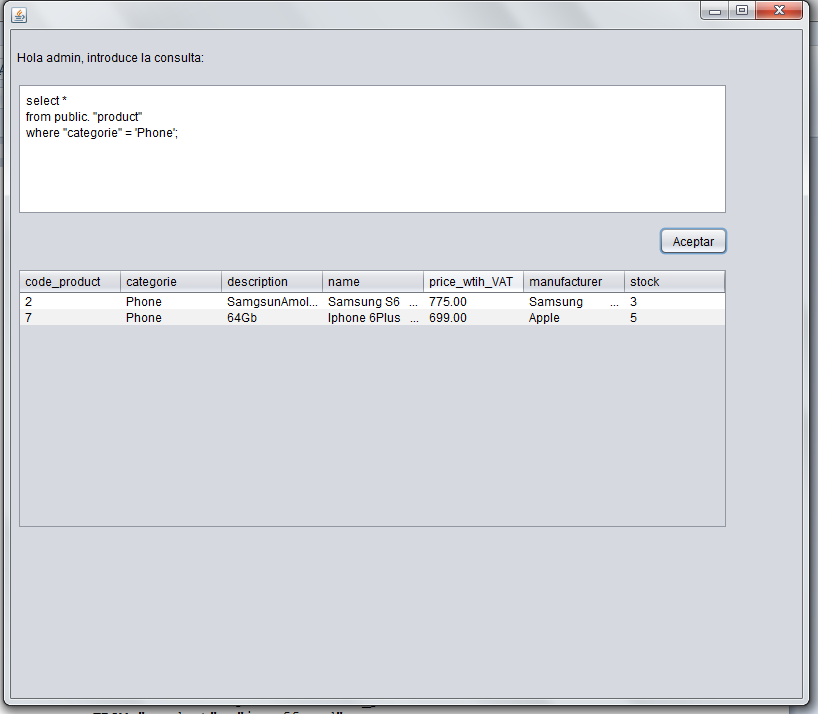 Hola admin, introduce la consulta:
select *
from public. "product"
where "categorie" = 'Phone';
Aceptar
code_product categorie description name price_wtih_VAT manufacturer stock
2 Phone SamgsunAmol... Samsung S6 ... 775.00 Samsung ... 3
7 Phone 64Gb Iphone 6Plus ... 699.00 Apple 5